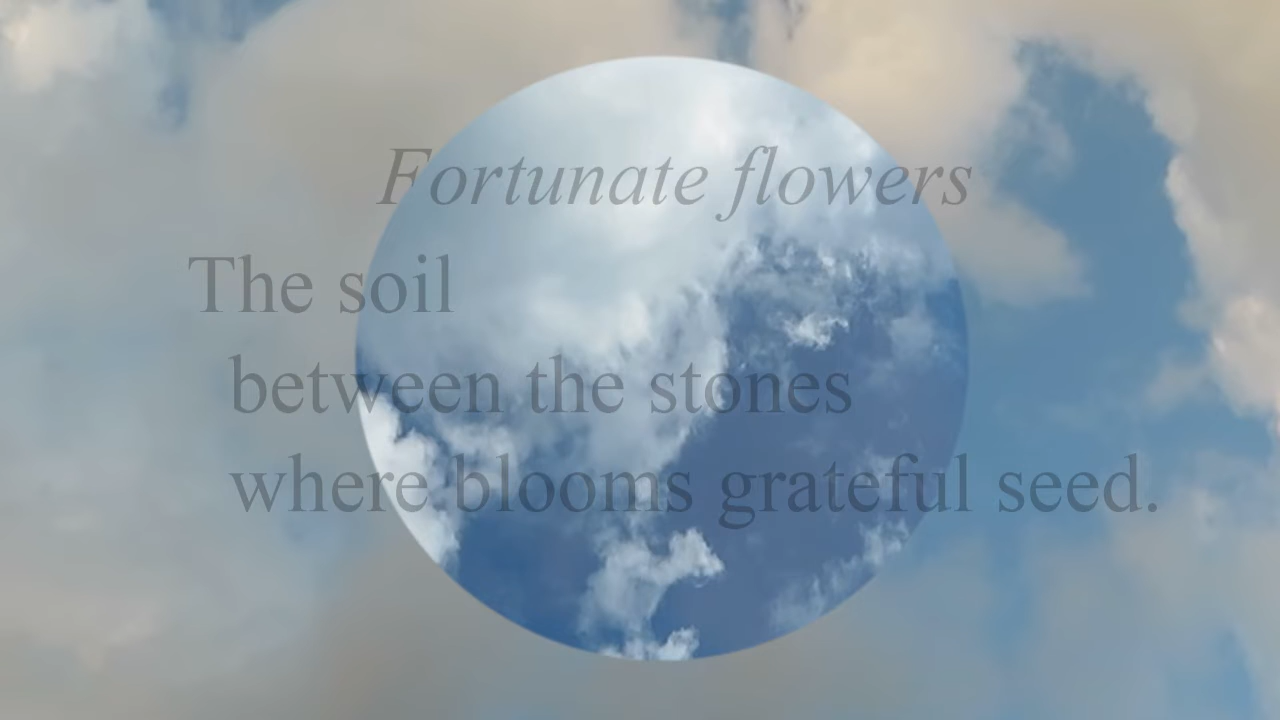 Fortunate flowers
The soil
between the stones
where blooms grateful seed.